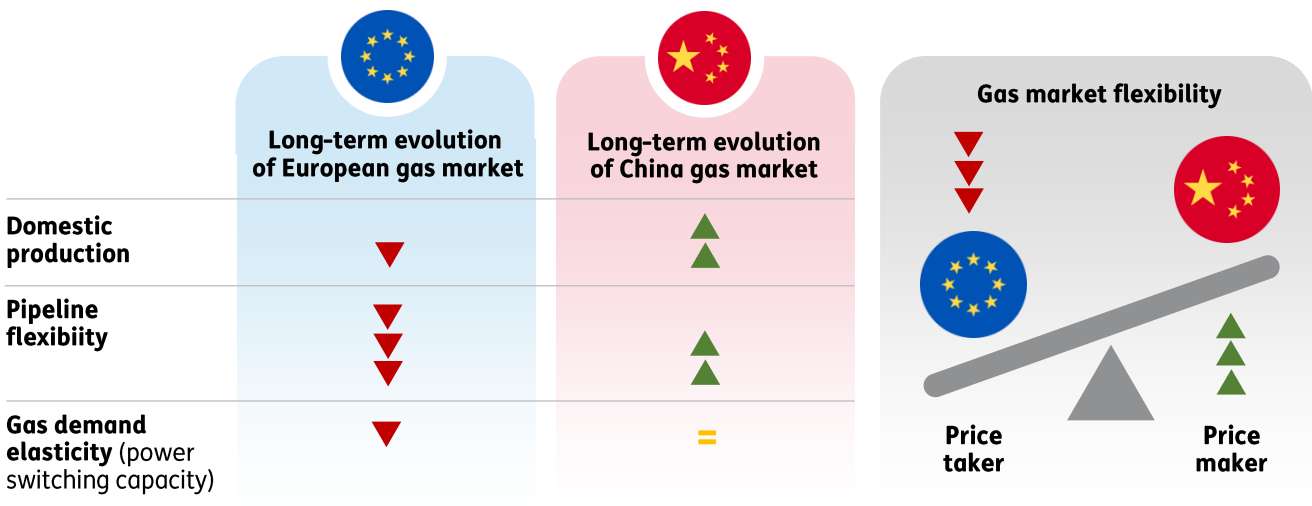 Long-term evolution
of European gas market
Long-term evolution
of China gas market
Gas market flexibility
Domestic
production
Pipeline
flexibiity
Gas demand
elasticity (power
switching capacity)
=
Price
taker
Price
maker